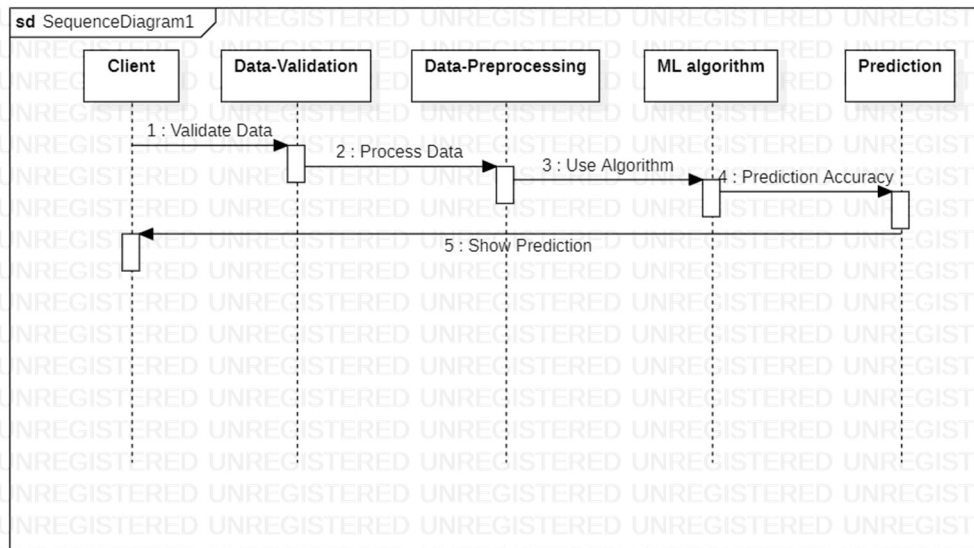 sd SequenceDiagram1
Client Data-Validation Data-Preprocessing ML algorithm Prediction
1 : Validate Data
2 : Process Data
3 : Use Algorithm
4 : Prediction Accuracy
5 : Show Prediction
UNREGISTERED